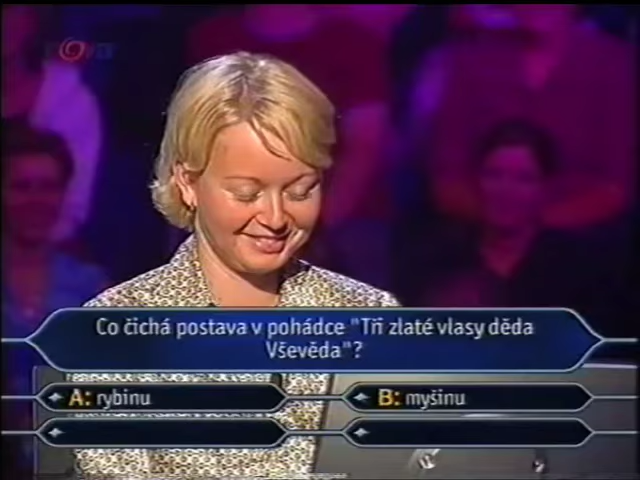 Co čichá postava v pohádce "Tři zlaté vlasy děda
Vševěda"?
A: rybinu
B: myšinu